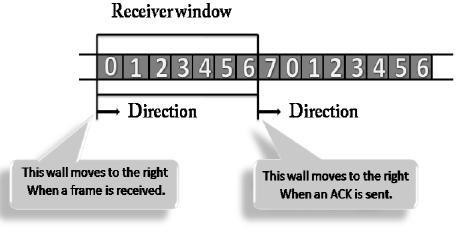 Receiver window
0 1 2 3 4 5 6 7 0 1 2 3 4 5 6
Direction
Direction
This wall moves to the right
When a frame is received.
This wall moves to the right
When an ACK is sent.